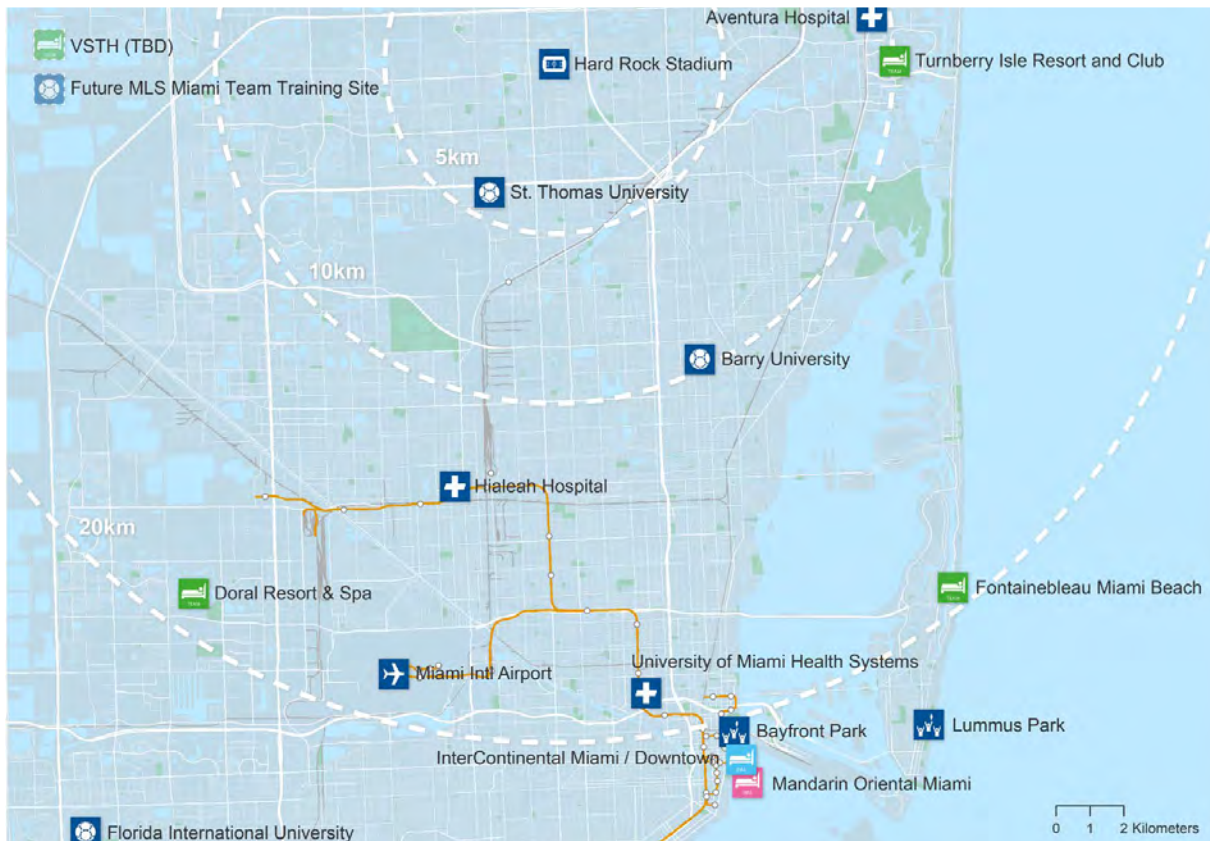 Aventura Hospital
VSTH (TBD)
Hard Rock Stadium
Turnberry Isle Resort and Club
Future MLS Miami Team Training Site
5km
St. Thomas University
10km
Barry University
Hialeah Hospital
20km
Doral Resort & Spa
Fontainebleau Miami Beach
University of Miami Health Systems
Miami Intl Airport
Bayfront Park
Lummus Park
InterContinental Miami / Downtown
Mandarin Oriental Miami
Florida International University
0 1 2 Kilometers